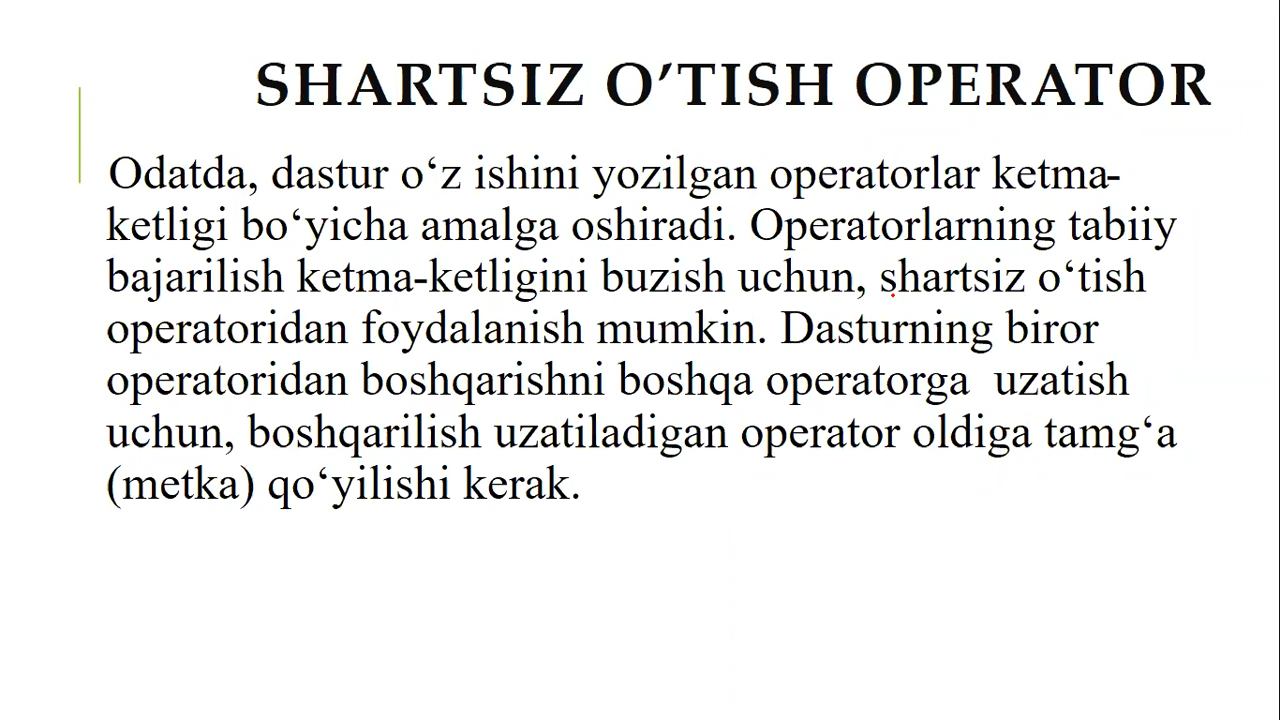 SHARTSIZ O’TISH OPERATOR
Odatda, dastur o‘z ishini yozilgan operatorlar ketma-
ketligi bo‘yicha amalga oshiradi. Operatorlarning tabiiy
bajarilish ketma-ketligini buzish uchun, shartsiz o‘tish
operatoridan foydalanish mumkin. Dasturning biror
operatoridan boshqarishni boshqa operatorga  uzatish
uchun, boshqarilish uzatiladigan operator oldiga tamg‘a
(metka) qo‘yilishi kerak.